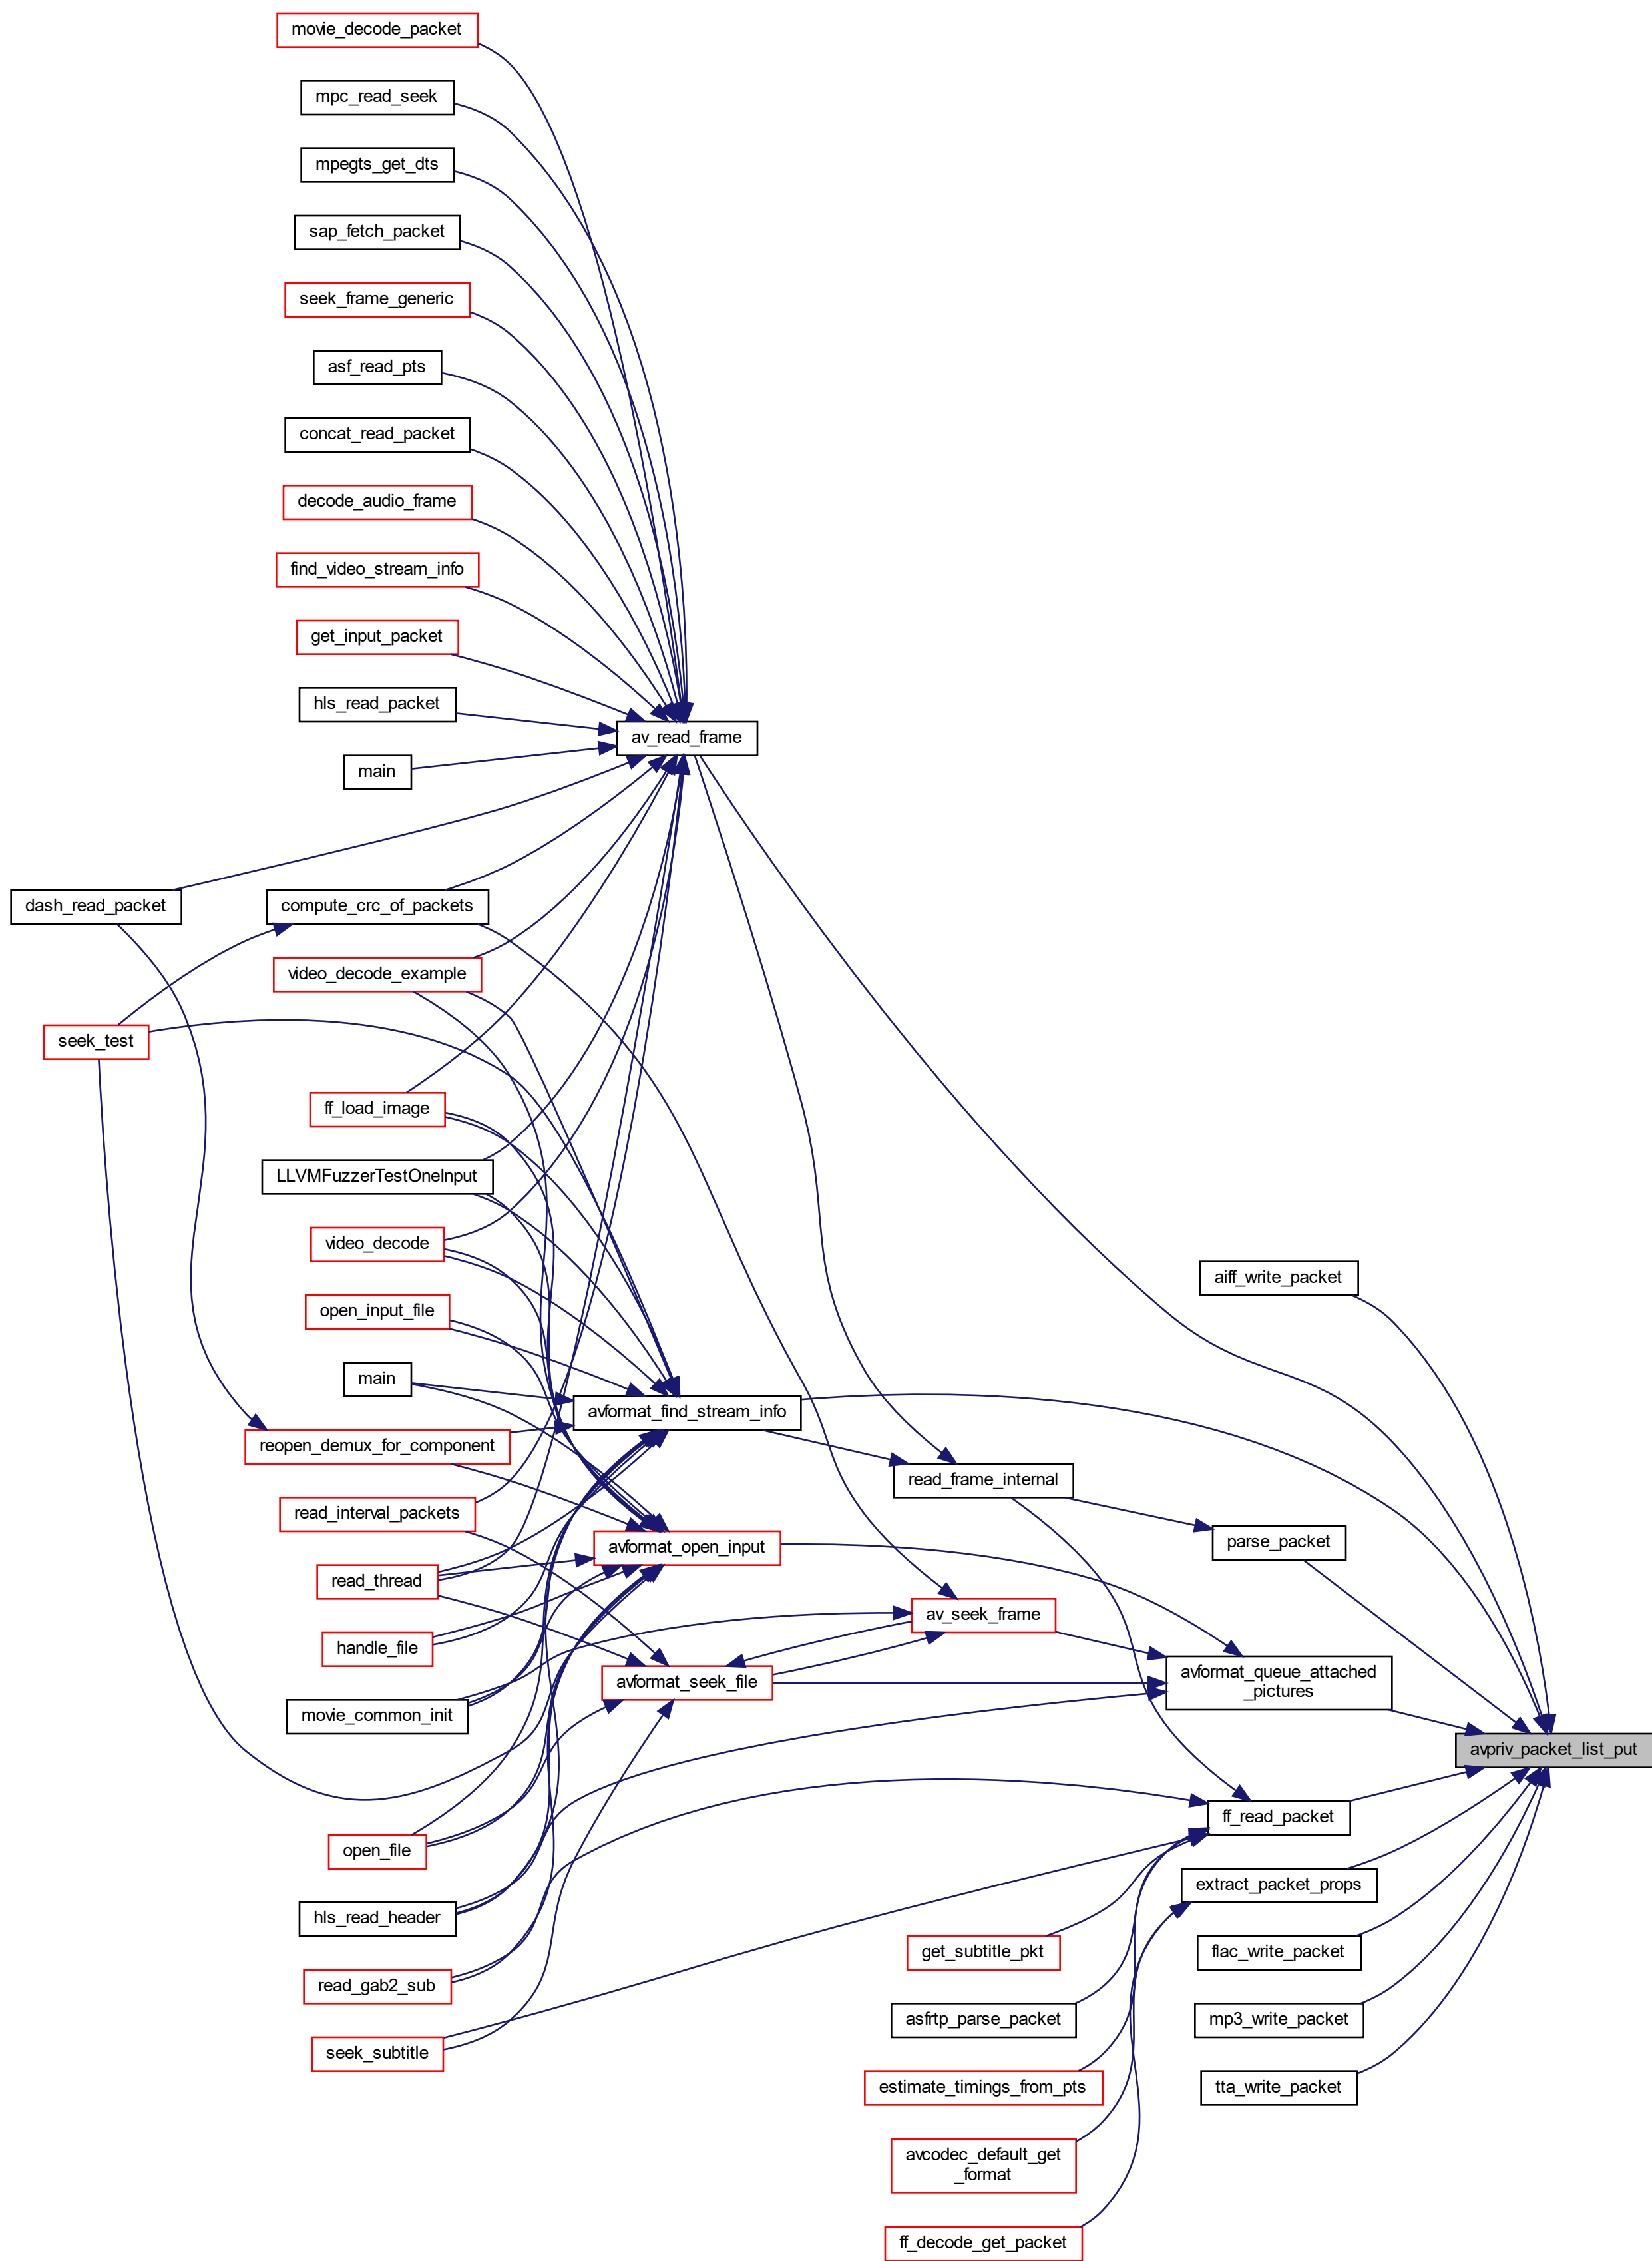 movie_decode_packet
mpc_read_seek
mpegts_get_dts
sap_fetch_packet
seek_frame_generic
asf_read_pts
concat_read_packet
decode_audio_frame
find_video_stream_info
get_input_packet
hls_read_packet
av_read_frame
main
dash_read_packet
compute_crc_of_packets
video_decode_example
seek_test
ff_load_image
LLVMFuzzerTestOneInput
video_decode
aiff_write_packet
open_input_file
main
avformat_find_stream_info
reopen_demux_for_component
read_frame_internal
read_interval_packets
parse_packet
avformat_open_input
read_thread
av_seek_frame
handle_file
avformat_seek_file
avformat_queue_attached
_pictures
movie_common_init
avpriv_packet_list_put
ff_read_packet
open_file
extract_packet_props
hls_read_header
get_subtitle_pkt
flac_write_packet
read_gab2_sub
asfrtp_parse_packet
mp3_write_packet
seek_subtitle
estimate_timings_from_pts
tta_write_packet
avcodec_default_get
_format
ff_decode_get_packet